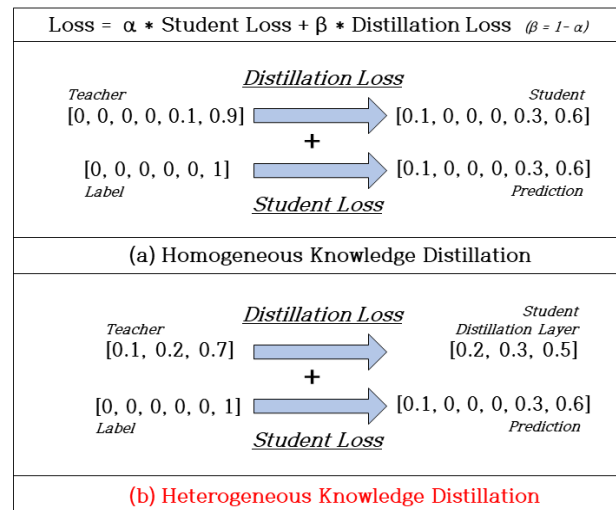 Loss = α * Student Loss + β * Distillation Loss (β = 1- α)
Distillation Loss
Teacher
Student
[0, 0, 0, 0, 0.1, 0.9]
[0.1, 0, 0, 0, 0.3, 0.6]
+
[0, 0, 0, 0, 0, 1]
[0.1, 0, 0, 0, 0.3, 0.6]
Label
Prediction
Student Loss
(a) Homogeneous Knowledge Distillation
Distillation Loss
Student
Teacher
Distillation Layer
[0.1, 0.2, 0.7]
[0.2, 0.3, 0.5]
+
[0, 0, 0, 0, 0, 1]
[0.1, 0, 0, 0, 0.3, 0.6]
Label
Prediction
Student Loss
(b) Heterogeneous Knowledge Distillation